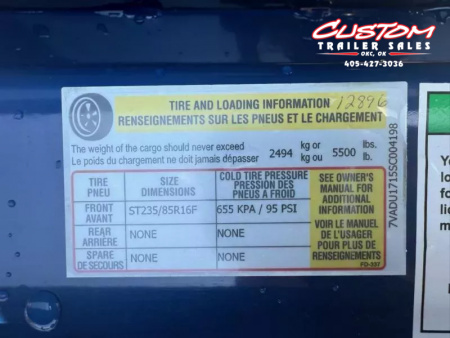 CUSTOM
TRAILER SALES
OKC, OK
405-427-3036
TIRE AND LOADING INFORMATION 12896
RENSEIGNEMENTS SUR LES PNEUS ET LE CHARGEMENT
The weight of the cargo should never exceed 2494 kg or 5500 lbs.
Le poids du chargement ne doit jamais dépasser kg ou lb.
TIRE
PNEU
SIZE
DIMENSIONS
COLD TIRE PRESSURE
PRESSION DES
PNEUS A FROID
SEE OWNER'S
MANUAL FOR
ADDITIONAL
INFORMATION
VOIR LE MANUEL
DE L'USAGER
POUR PLUS DE
RENSEIGNEMENTS
FRONT
AVANT
ST235/85R16F
655 KPA / 95 PSI
REAR
ARRIÈRE
NONE
NONE
SPARE
DE SECOURS
NONE
NONE
7VADU1715SC004198
Yo
lo
fo
lo
m